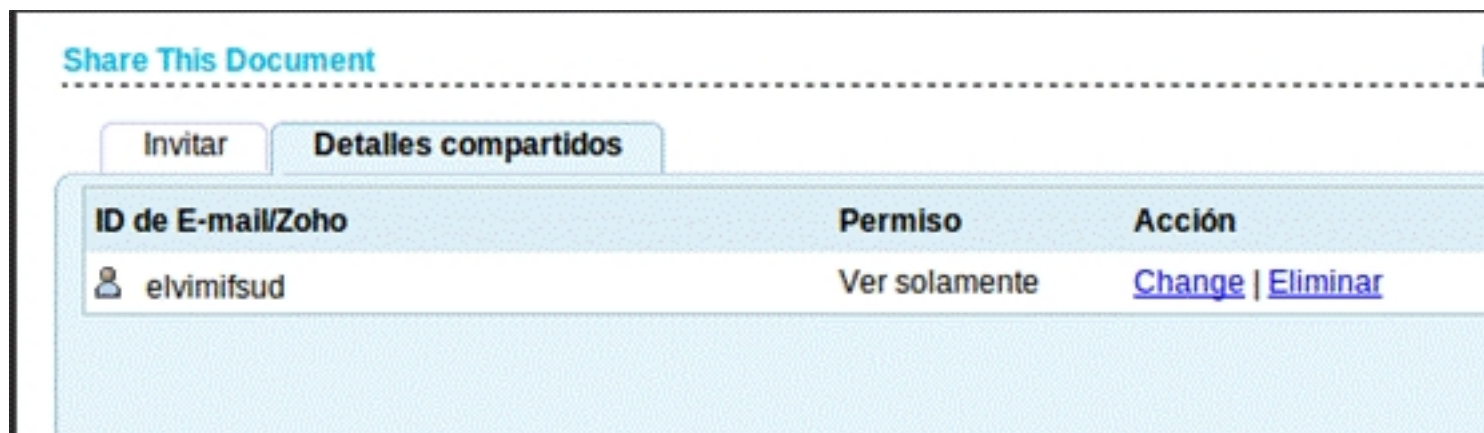 Share This Document
Invitar Detalles compartidos
ID de E-mail/Zoho Permiso Acción
elvimifsud Ver solamente Change | Eliminar